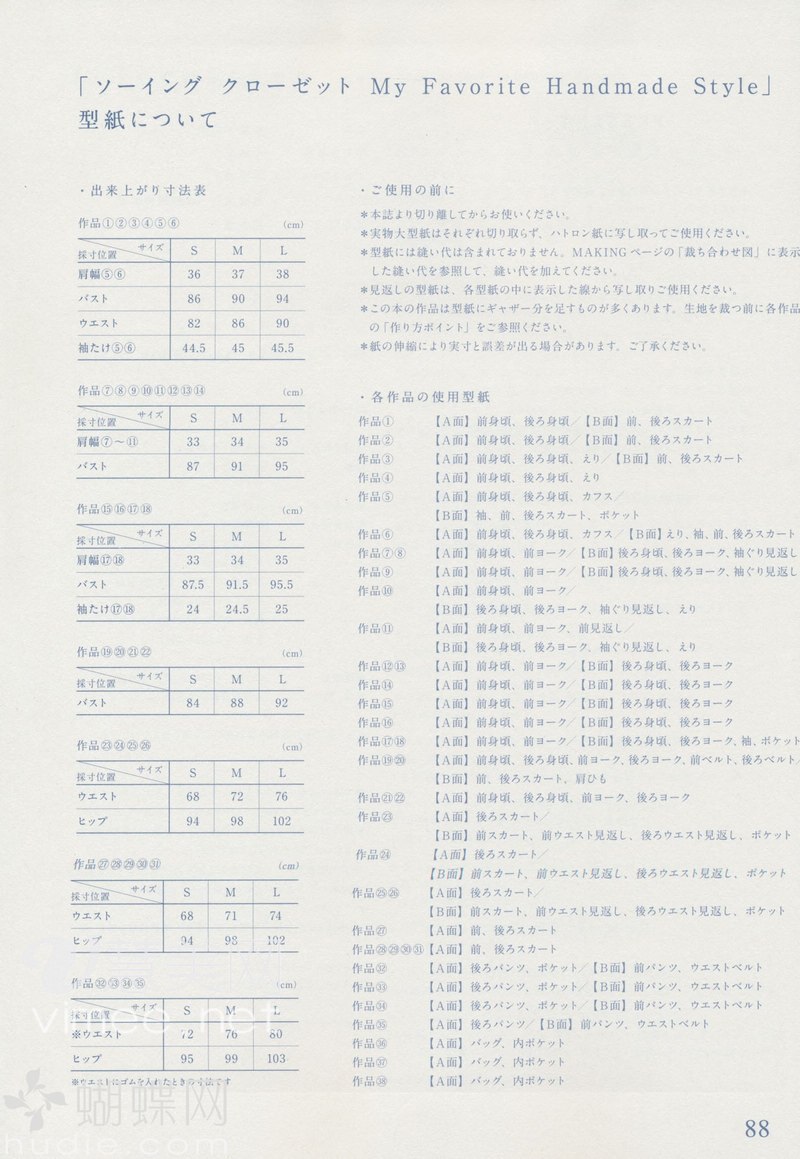 「ソーイング クローゼット My Favorite Handmade Style」
型紙について
・出来上がり寸法表
作品①②③④⑤⑥ (cm)
サイズ 採寸位置 S M L
肩幅⑤⑥ 36 37 38
バスト 86 90 94
ウエスト 82 86 90
袖たけ⑤⑥ 44.5 45 45.5
作品⑦⑧⑨⑩⑪⑫⑬⑭ (cm)
サイズ 採寸位置 S M L
肩幅⑦〜⑪ 33 34 35
バスト 87 91 95
作品⑮⑯⑰⑱ (cm)
サイズ 採寸位置 S M L
肩幅⑰⑱ 33 34 35
バスト 87.5 91.5 95.5
袖たけ⑰⑱ 24 24.5 25
作品⑲⑳㉑㉒ (cm)
サイズ 採寸位置 S M L
バスト 84 88 92
作品㉓㉔㉕㉖ (cm)
サイズ 採寸位置 S M L
ウエスト 68 72 76
ヒップ 94 98 102
作品㉗㉘㉙㉚㉛ (cm)
サイズ 採寸位置 S M L
ウエスト 68 71 74
ヒップ 94 98 102
作品㉜㉝㉞㉟ (cm)
サイズ 採寸位置 S M L
※ウエスト 72 76 80
ヒップ 95 99 103
※ウエストにゴムを入れたときの寸法です
・ご使用の前に
＊本誌より切り離してからお使いください。
＊実物大型紙はそれぞれ切り取らず、ハトロン紙に写し取ってご使用ください。
＊型紙には縫い代は含まれておりません。MAKINGページの「裁ち合わせ図」に表示
した縫い代を参照して、縫い代を加えてください。
＊見返しの型紙は、各型紙の中に表示した線から写し取りご使用ください。
＊この本の作品は型紙にギャザー分を足すものが多くあります。生地を裁つ前に各作品
の「作り方ポイント」をご参照ください。
＊紙の伸縮により実寸と誤差が出る場合があります。ご了承ください。
・各作品の使用型紙
作品① 【A面】前身頃、後ろ身頃／【B面】前、後ろスカート
作品② 【A面】前身頃、後ろ身頃／【B面】前、後ろスカート
作品③ 【A面】前身頃、後ろ身頃、えり／【B面】前、後ろスカート
作品④ 【A面】前身頃、後ろ身頃、えり
作品⑤ 【A面】前身頃、後ろ身頃、カフス／
【B面】袖、前、後ろスカート、ポケット
作品⑥ 【A面】前身頃、後ろ身頃、カフス／【B面】えり、袖、前、後ろスカート
作品⑦⑧ 【A面】前身頃、前ヨーク／【B面】後ろ身頃、後ろヨーク、袖ぐり見返し
作品⑨ 【A面】前身頃、前ヨーク／【B面】後ろ身頃、後ろヨーク、袖ぐり見返し
作品⑩ 【A面】前身頃、前ヨーク／
【B面】後ろ身頃、後ろヨーク、袖ぐり見返し、えり
作品⑪ 【A面】前身頃、前ヨーク、前見返し／
【B面】後ろ身頃、後ろヨーク、袖ぐり見返し、えり
作品⑫⑬ 【A面】前身頃、前ヨーク／【B面】後ろ身頃、後ろヨーク
作品⑭ 【A面】前身頃、前ヨーク／【B面】後ろ身頃、後ろヨーク
作品⑮ 【A面】前身頃、前ヨーク／【B面】後ろ身頃、後ろヨーク
作品⑯ 【A面】前身頃、前ヨーク／【B面】後ろ身頃、後ろヨーク
作品⑰⑱ 【A面】前身頃、前ヨーク／【B面】後ろ身頃、後ろヨーク、袖、ポケット
作品⑲⑳ 【A面】前身頃、後ろ身頃、前ヨーク、後ろヨーク、前ベルト、後ろベルト／
【B面】前、後ろスカート、肩ひも
作品㉑㉒ 【A面】前身頃、後ろ身頃、前ヨーク、後ろヨーク
作品㉓ 【A面】後ろスカート／
【B面】前スカート、前ウエスト見返し、後ろウエスト見返し、ポケット
作品㉔ 【A面】後ろスカート／
【B面】前スカート、前ウエスト見返し、後ろウエスト見返し、ポケット
作品㉕㉖ 【A面】後ろスカート／
【B面】前スカート、前ウエスト見返し、後ろウエスト見返し、ポケット
作品㉗ 【A面】前、後ろスカート
作品㉘㉙㉚㉛ 【A面】前、後ろスカート
作品㉜ 【A面】後ろパンツ、ポケット／【B面】前パンツ、ウエストベルト
作品㉝ 【A面】後ろパンツ、ポケット／【B面】前パンツ、ウエストベルト
作品㉞ 【A面】後ろパンツ、ポケット／【B面】前パンツ、ウエストベルト
作品㉟ 【A面】後ろパンツ／【B面】前パンツ、ウエストベルト
作品㊱ 【A面】バッグ、内ポケット
作品㊲ 【A面】バッグ、内ポケット
作品㊳ 【A面】バッグ、内ポケット
蝴蝶网
hudie.com
88